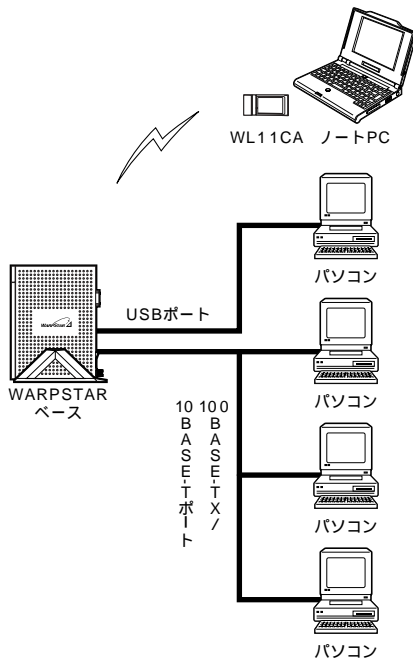 WL11CA ノートPC
パソコン
USBポート
WARPSTAR
WARPSTAR
ベース
パソコン
100BASE-TX/
10BASE-Tポート
パソコン
パソコン